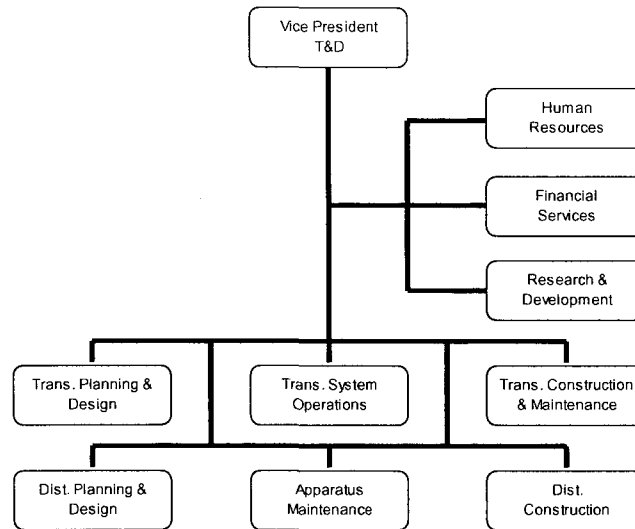 Vice President
T&D
Human
Resources
Financial
Services
Research &
Development
Trans. Planning &
Design
Trans. System
Operations
Trans. Construction
& Maintenance
Dist. Planning &
Design
Apparatus
Maintenance
Dist.
Construction